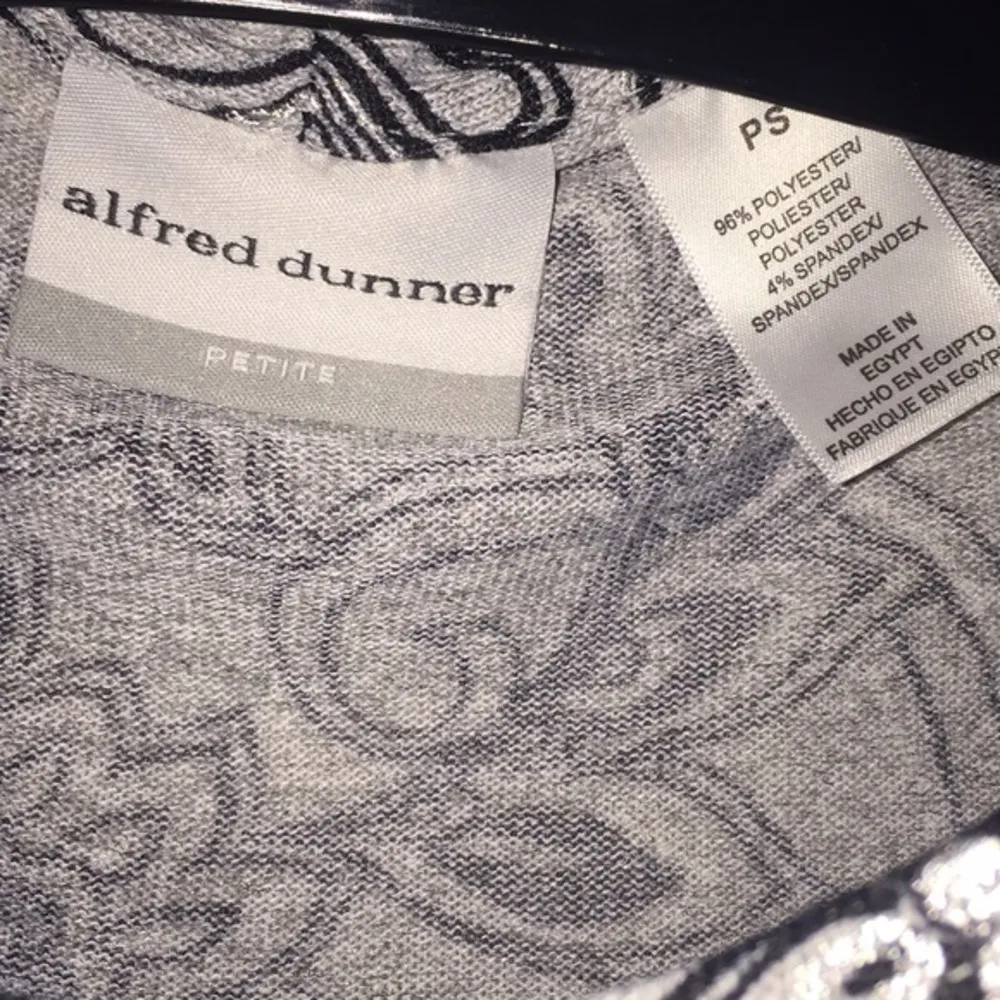 alfred dunner
PETITE
PS
96% POLYESTER/
POLIESTER/
POLYESTER
4% SPANDEX/
SPANDEX/SPANDEX
MADE IN
EGYPT
HECHO EN EGIPTO
FABRIQUE EN EGYP